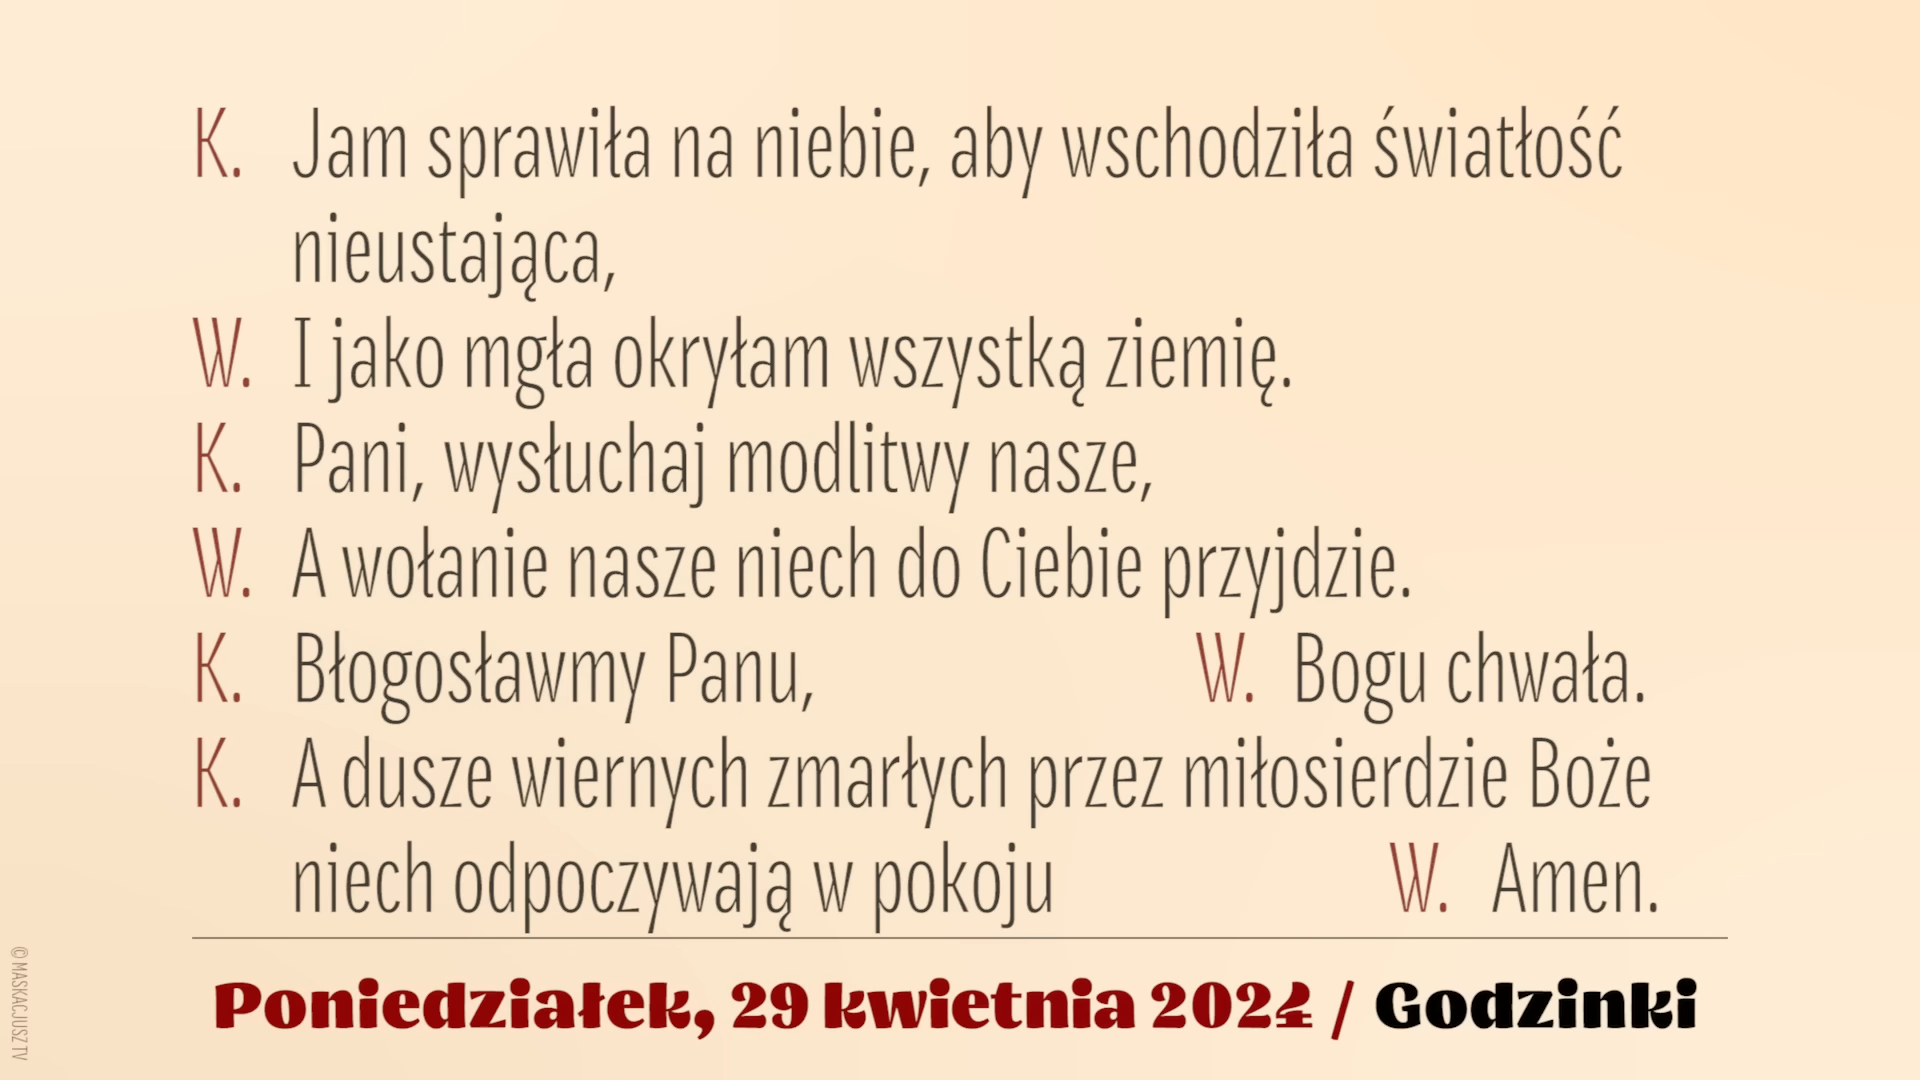 K. Jam sprawiła na niebie, aby wschodziła światłość
nieustająca,
W. I jako mgła okryłam wszystką ziemię.
K. Pani, wysłuchaj modlitwy nasze,
W. A wołanie nasze niech do Ciebie przyjdzie.
K. Błogosławmy Panu, W. Bogu chwała.
K. A dusze wiernych zmarłych przez miłosierdzie Boże
niech odpoczywają w pokoju W. Amen.
Poniedziałek, 29 kwietnia 2024 / Godzinki
© MASKACJUSZ TV